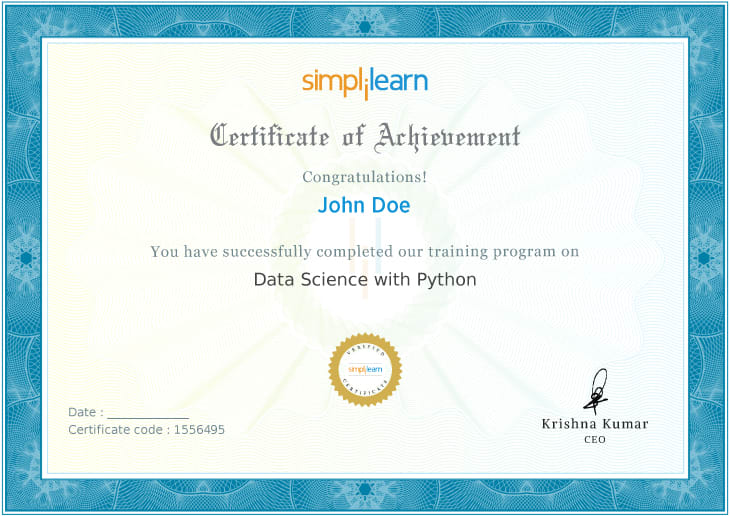 simplilearn
Certificate of Achievement
Congratulations!
John Doe
You have successfully completed our training program on
Data Science with Python
VERIFIED
simplilearn
CERTIFICATE
Date : _____________
Certificate code : 1556495
Krishna Kumar
CEO